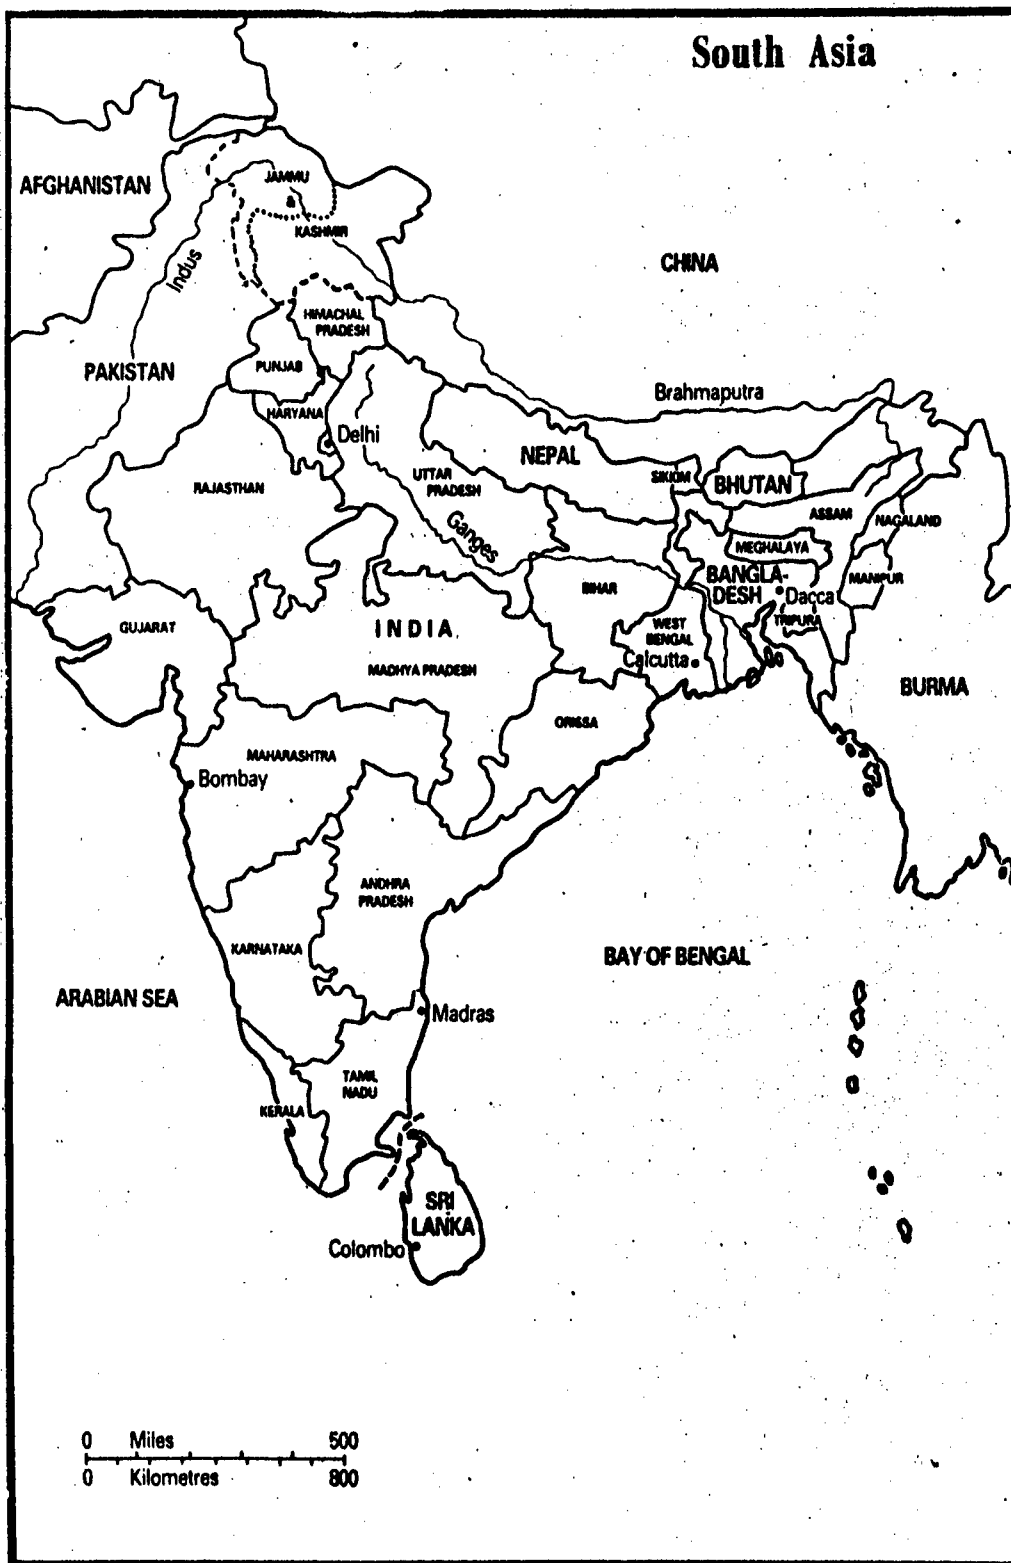 South Asia
AFGHANISTAN
JAMMU
&
KASHMIR
Indus
CHINA
HIMACHAL
PRADESH
PUNJAB
PAKISTAN
HARYANA
Brahmaputra
Delhi
NEPAL
RAJASTHAN
UTTAR
PRADESH
SIKKIM
BHUTAN
ASSAM
NAGALAND
Ganges
MEGHALAYA
BANGLA-
DESH
Dacca
MANIPUR
BIHAR
TRIPURA
GUJARAT
INDIA
WEST
BENGAL
Calcutta
MADHYA PRADESH
BURMA
ORISSA
MAHARASHTRA
Bombay
ANDHRA
PRADESH
KARNATAKA
BAY OF BENGAL
ARABIAN SEA
Madras
TAMIL
NADU
KERALA
SRI
LANKA
Colombo
0 Miles 500
0 Kilometres 800